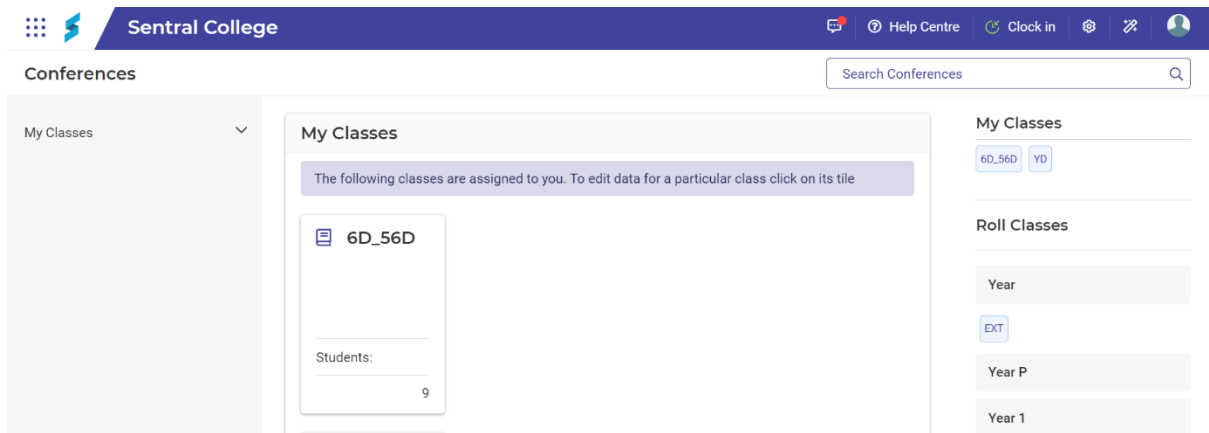 Sentral College
Help Centre
Clock in
Conferences
Search Conferences
My Classes
My Classes
The following classes are assigned to you. To edit data for a particular class click on its tile
6D_56D
Students:
9
My Classes
6D_56D YD
Roll Classes
Year
EXT
Year P
Year 1